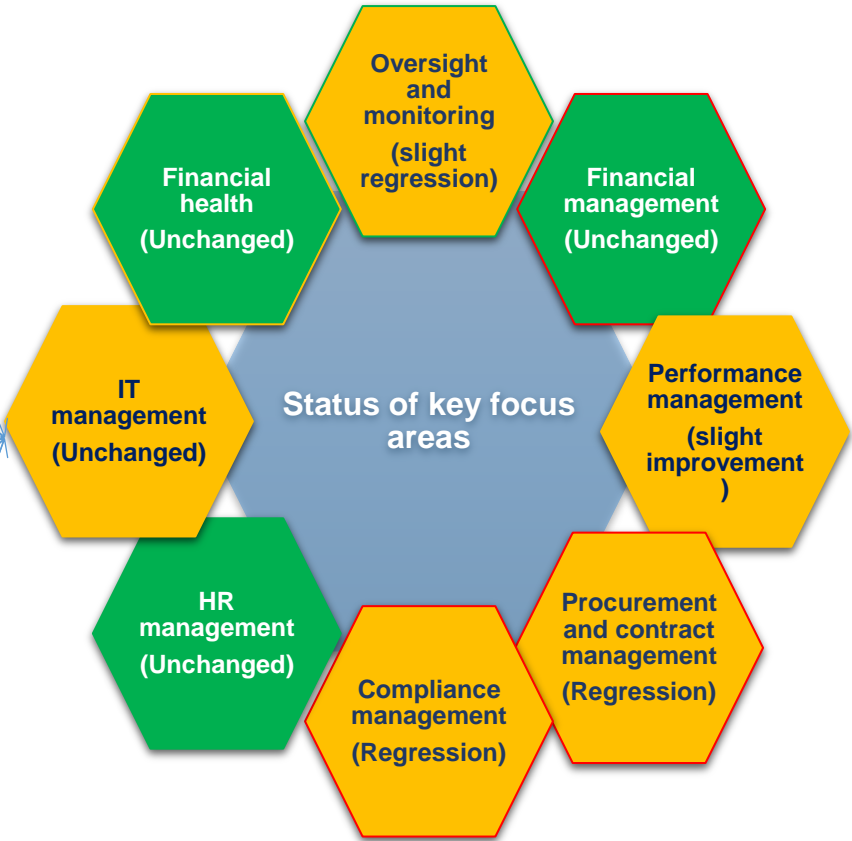 Oversight
and
monitoring
(slight
regression)
Financial
health
(Unchanged)
Financial
management
(Unchanged)
IT
management
(Unchanged)
Status of key focus
areas
Performance
management
(slight
improvement
)
HR
management
(Unchanged)
Procurement
and contract
management
(Regression)
Compliance
management
(Regression)